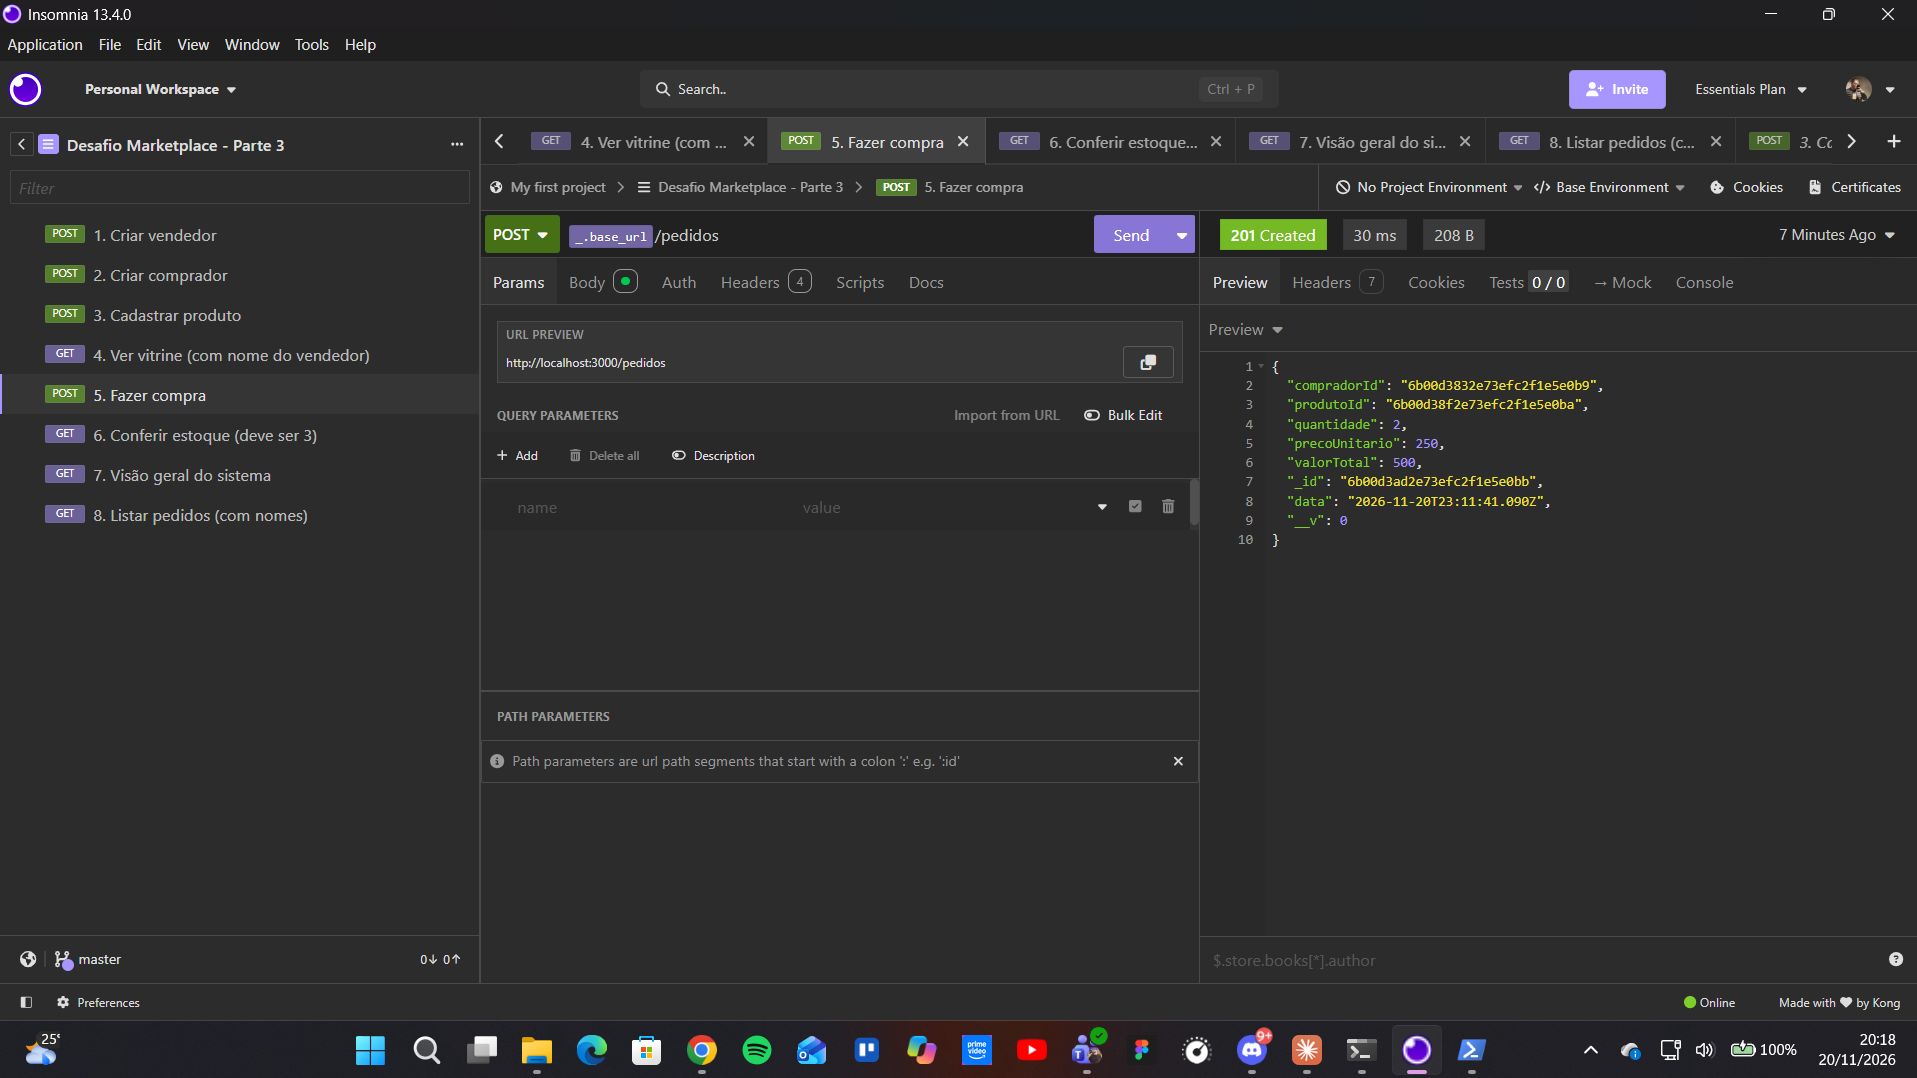 Insomnia 13.4.0
Application File Edit View Window Tools Help
Personal Workspace
Search..
Ctrl + P
Invite
Essentials Plan
Desafio Marketplace - Parte 3
Filter
POST 1. Criar vendedor
POST 2. Criar comprador
POST 3. Cadastrar produto
GET 4. Ver vitrine (com nome do vendedor)
POST 5. Fazer compra
GET 6. Conferir estoque (deve ser 3)
GET 7. Visão geral do sistema
GET 8. Listar pedidos (com nomes)
master
0↓ 0↑
Preferences
GET 4. Ver vitrine (com ...
POST 5. Fazer compra
GET 6. Conferir estoque...
GET 7. Visão geral do si...
GET 8. Listar pedidos (c...
POST 3. Cc
My first project
Desafio Marketplace - Parte 3
POST 5. Fazer compra
No Project Environment
Base Environment
Cookies
Certificates
POST
_.base_url /pedidos
Send
Params Body Auth Headers 4 Scripts Docs
URL PREVIEW
http://localhost:3000/pedidos
QUERY PARAMETERS
Import from URL
Bulk Edit
Add
Delete all
Description
name
value
PATH PARAMETERS
Path parameters are url path segments that start with a colon ':' e.g. ':id'
201 Created
30 ms
208 B
7 Minutes Ago
Preview Headers 7 Cookies Tests 0 / 0 → Mock Console
Preview
1 {
2 "compradorId": "6b00d3832e73efc2f1e5e0b9",
3 "produtoId": "6b00d38f2e73efc2f1e5e0ba",
4 "quantidade": 2,
5 "precoUnitario": 250,
6 "valorTotal": 500,
7 "_id": "6b00d3ad2e73efc2f1e5e0bb",
8 "data": "2026-11-20T23:11:41.090Z",
9 "__v": 0
10 }
$.store.books[*].author
Online
Made with ❤ by Kong
25°
prime video
9+
100%
20:18
20/11/2026